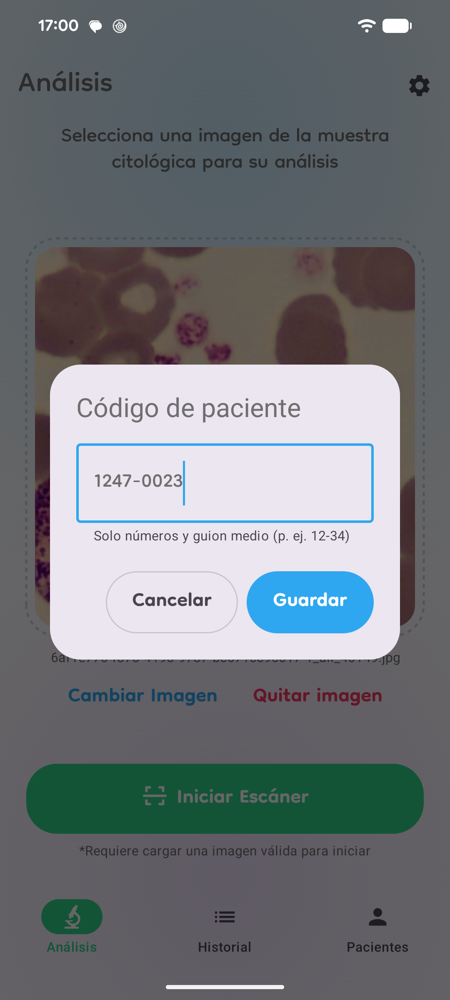 17:00
Análisis
Selecciona una imagen de la muestra
citológica para su análisis
Código de paciente
1247-0023
Solo números y guion medio (p. ej. 12-34)
Cancelar
Guardar
Cambiar Imagen
Quitar imagen
Iniciar Escáner
*Requiere cargar una imagen válida para iniciar
Análisis
Historial
Pacientes